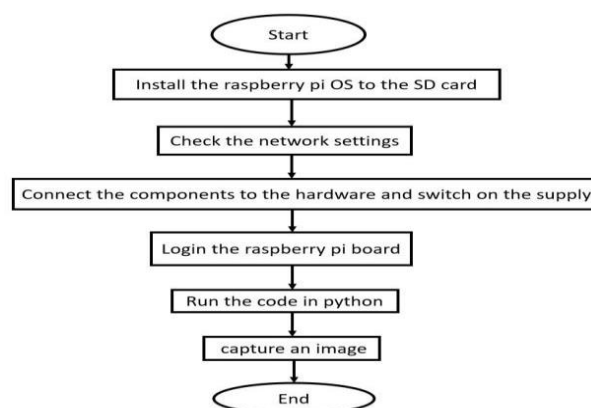 Start
Install the raspberry pi OS to the SD card
Check the network settings
Connect the components to the hardware and switch on the supply
Login the raspberry pi board
Run the code in python
capture an image
End